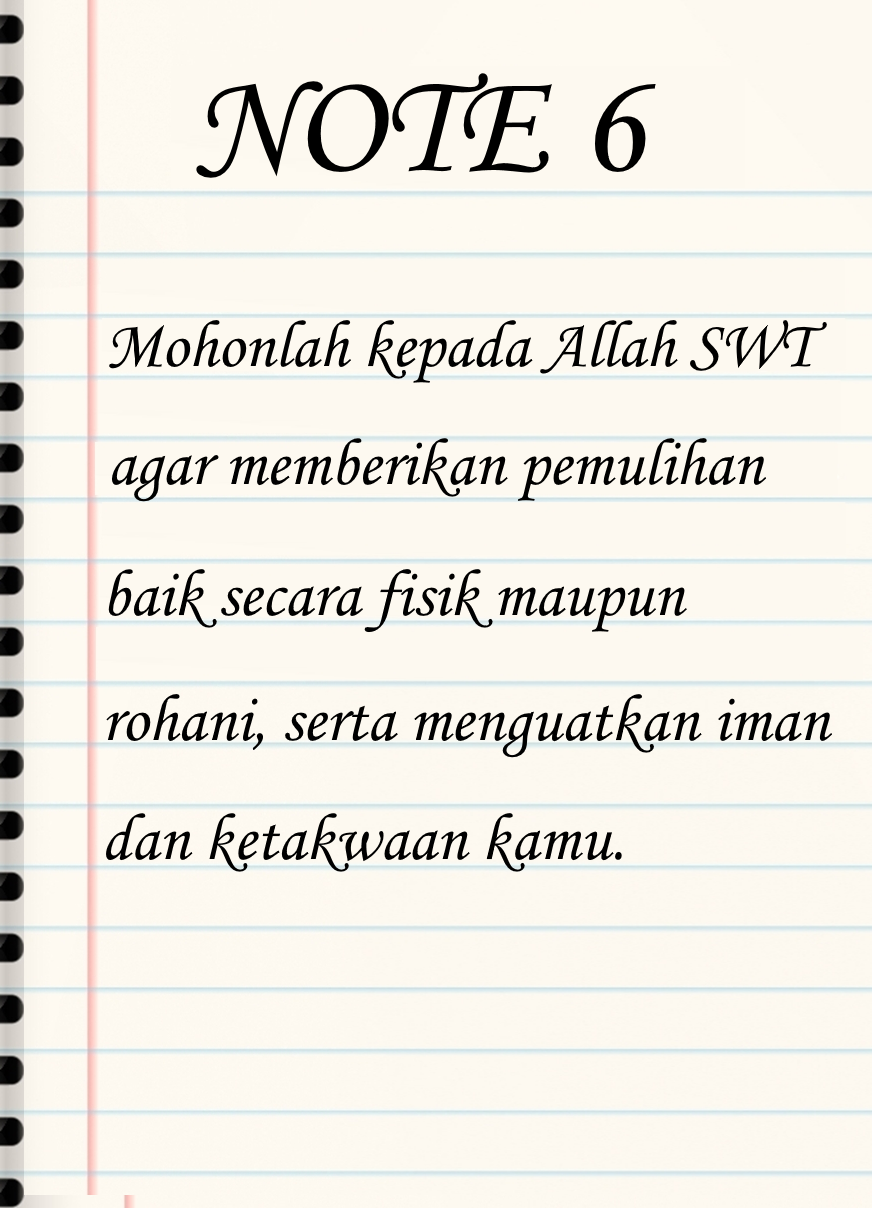 NOTE 6
Mohonlah kepada Allah SWT
agar memberikan pemulihan
baik secara fisik maupun
rohani, serta menguatkan iman
dan ketakwaan kamu.